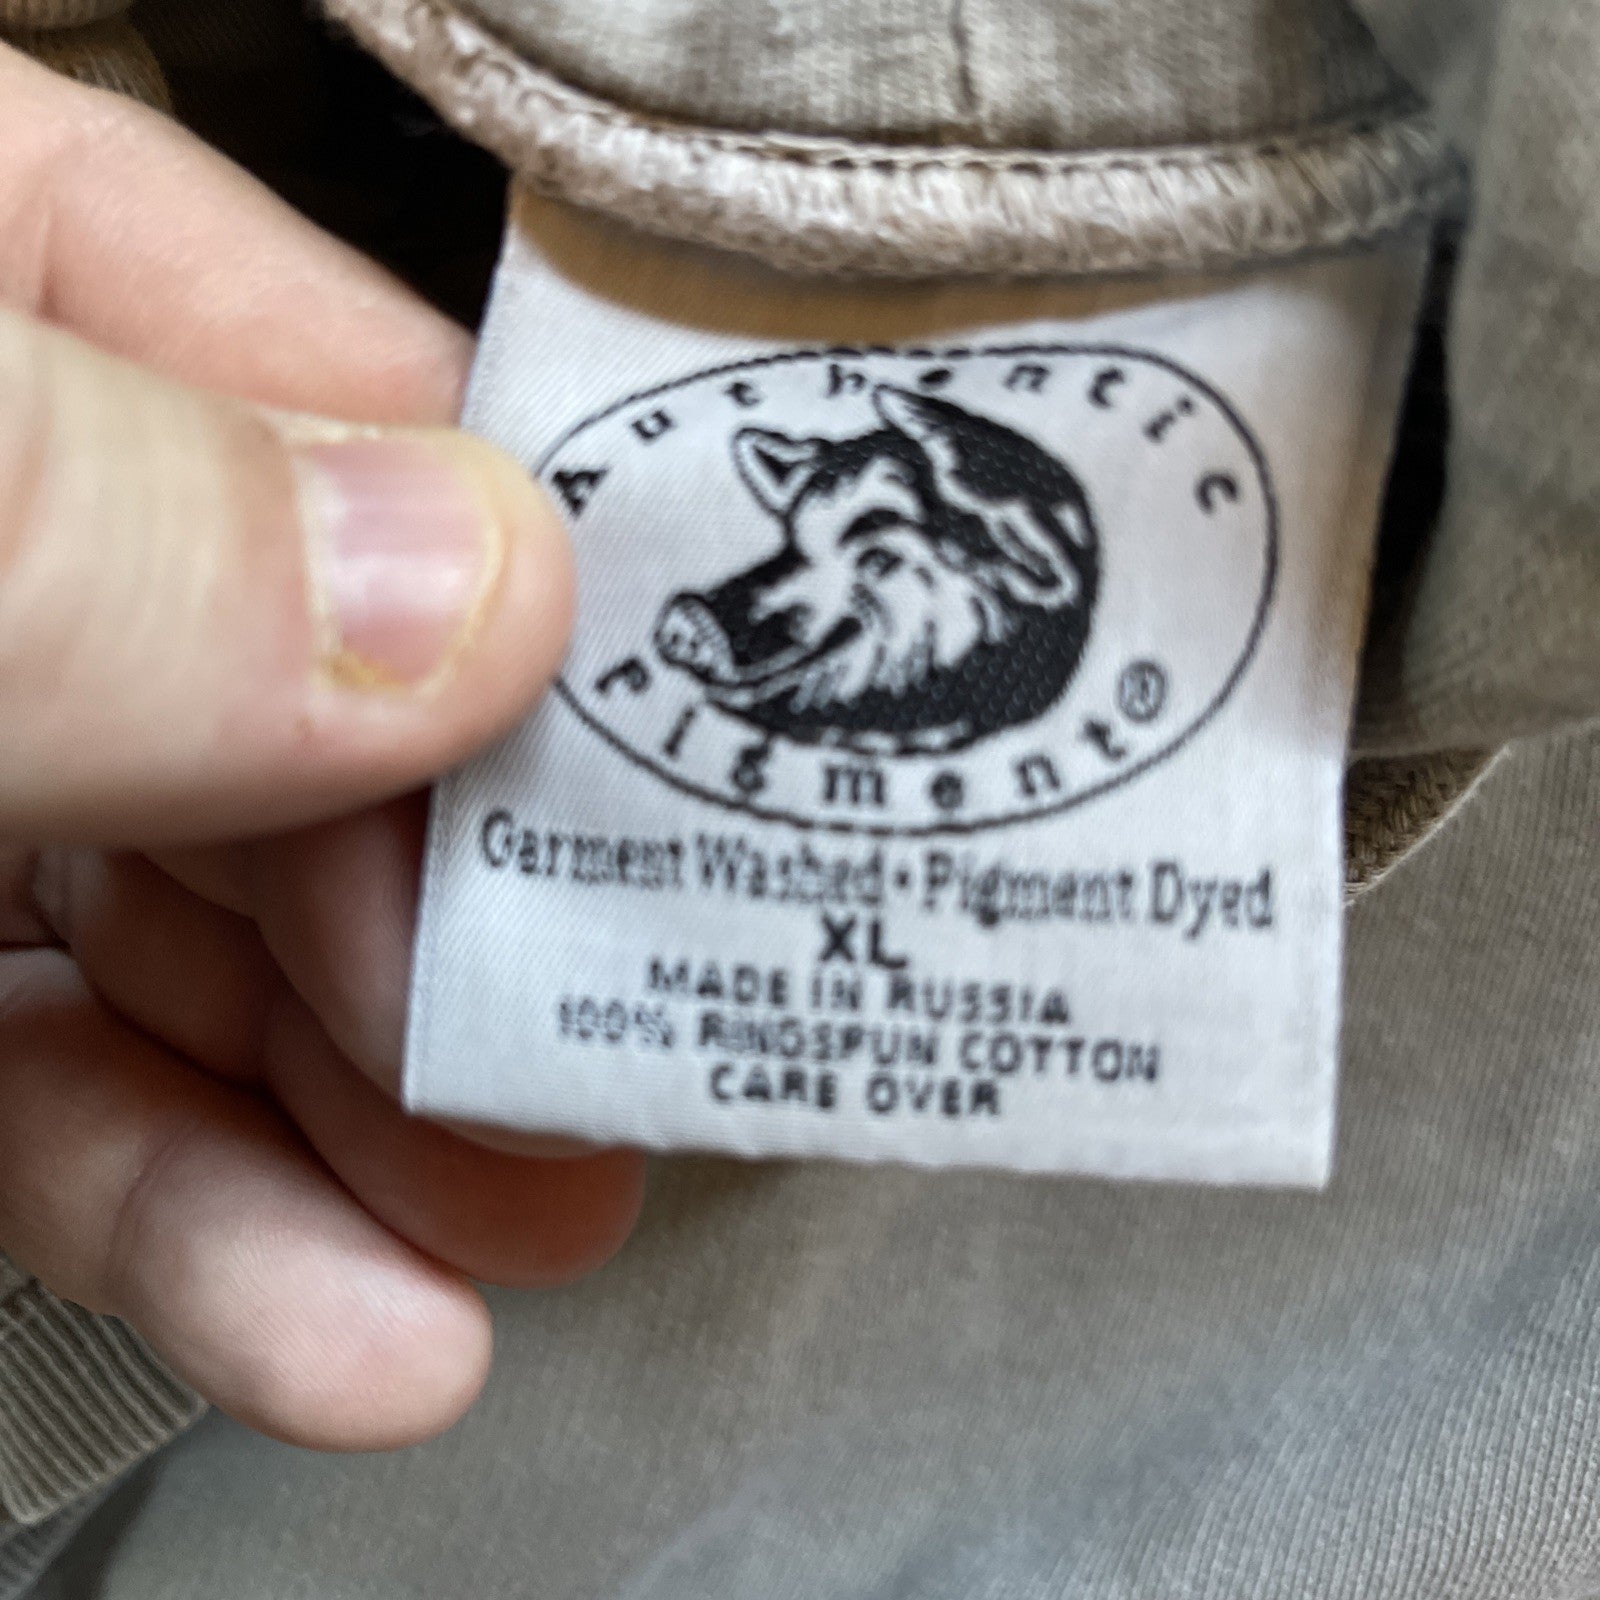 Authentic
Pigment®
Garment Washed • Pigment Dyed
XL
MADE IN RUSSIA
100% RINGSPUN COTTON
CARE OVER